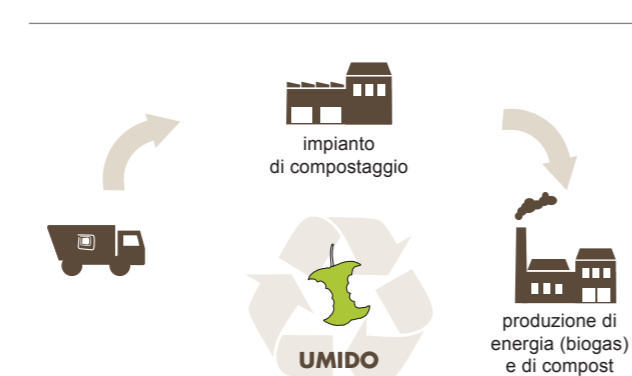 impianto
di compostaggio
produzione di
energia (biogas)
e di compost
UMIDO